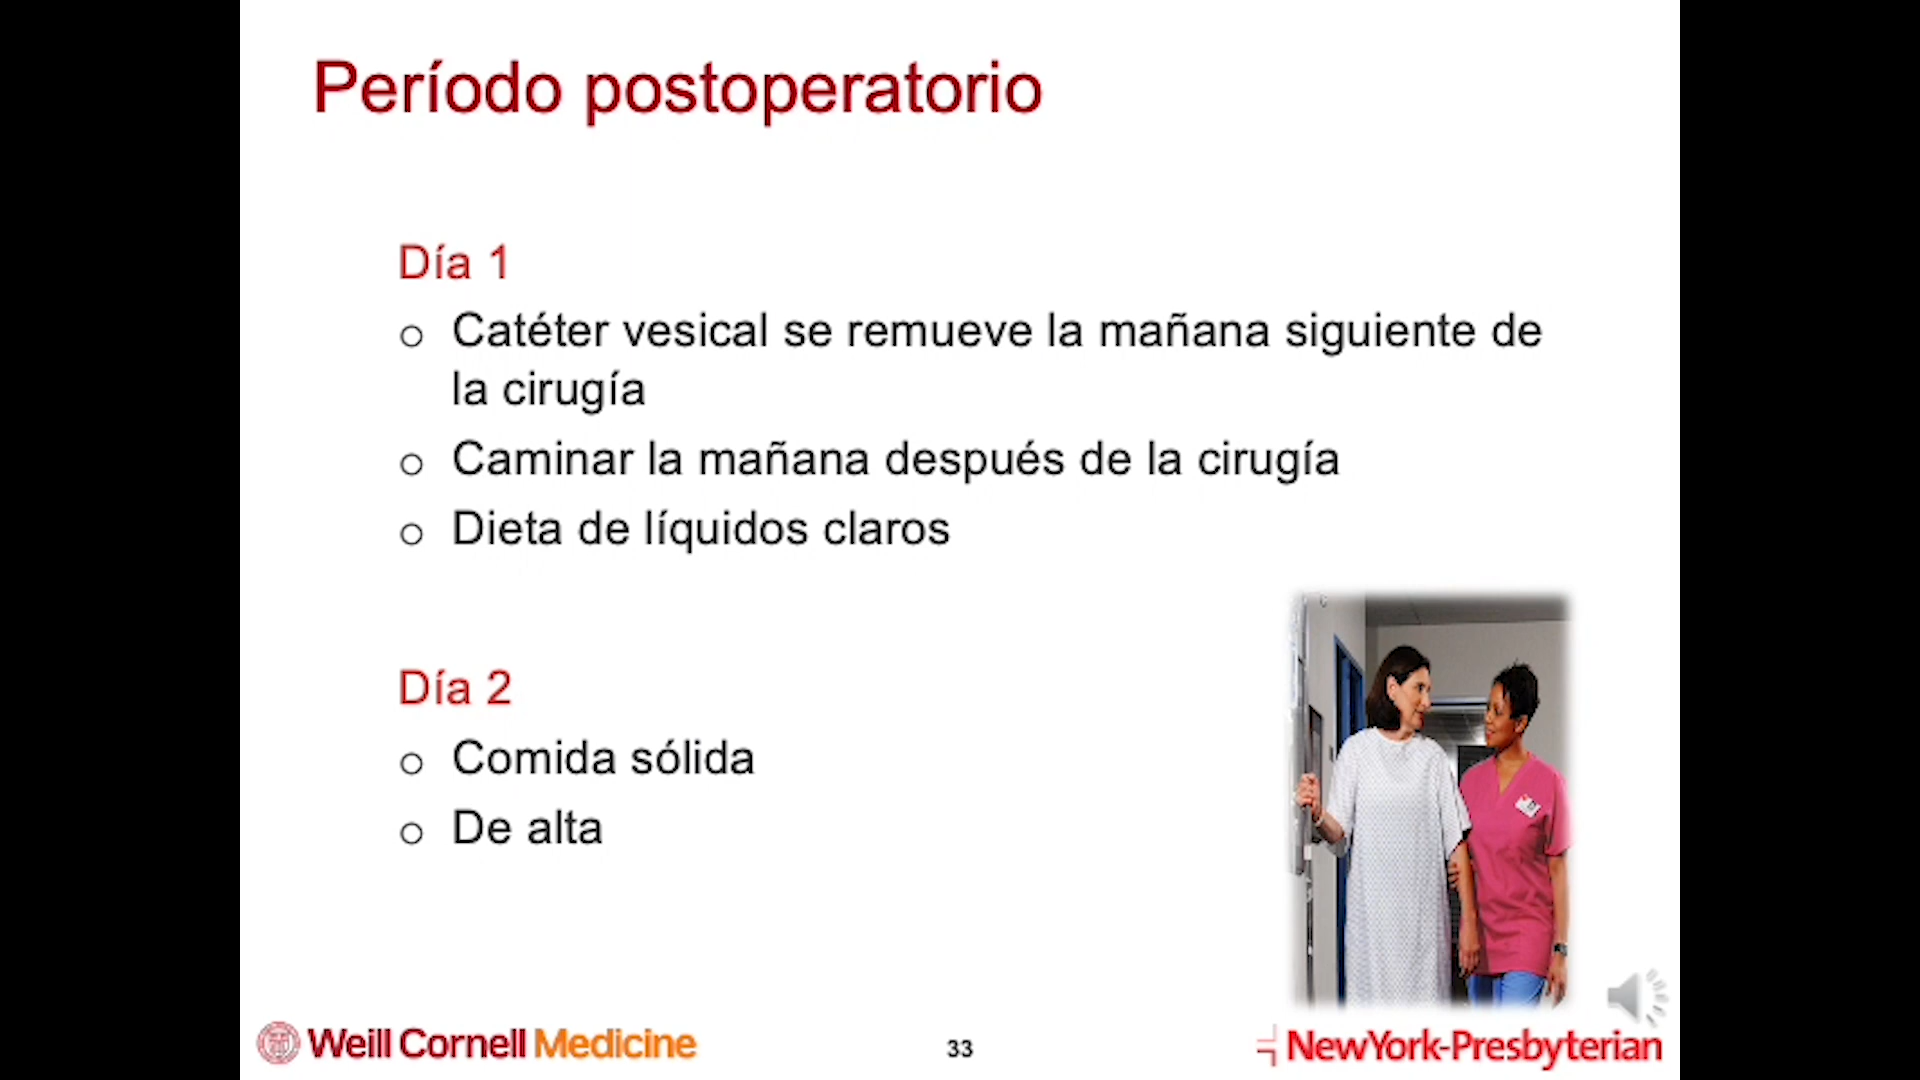 Período postoperatorio
Día 1
o Catéter vesical se remueve la mañana siguiente de
la cirugía
o Caminar la mañana después de la cirugía
o Dieta de líquidos claros
Día 2
o Comida sólida
o De alta
Weill Cornell Medicine
33
NewYork-Presbyterian